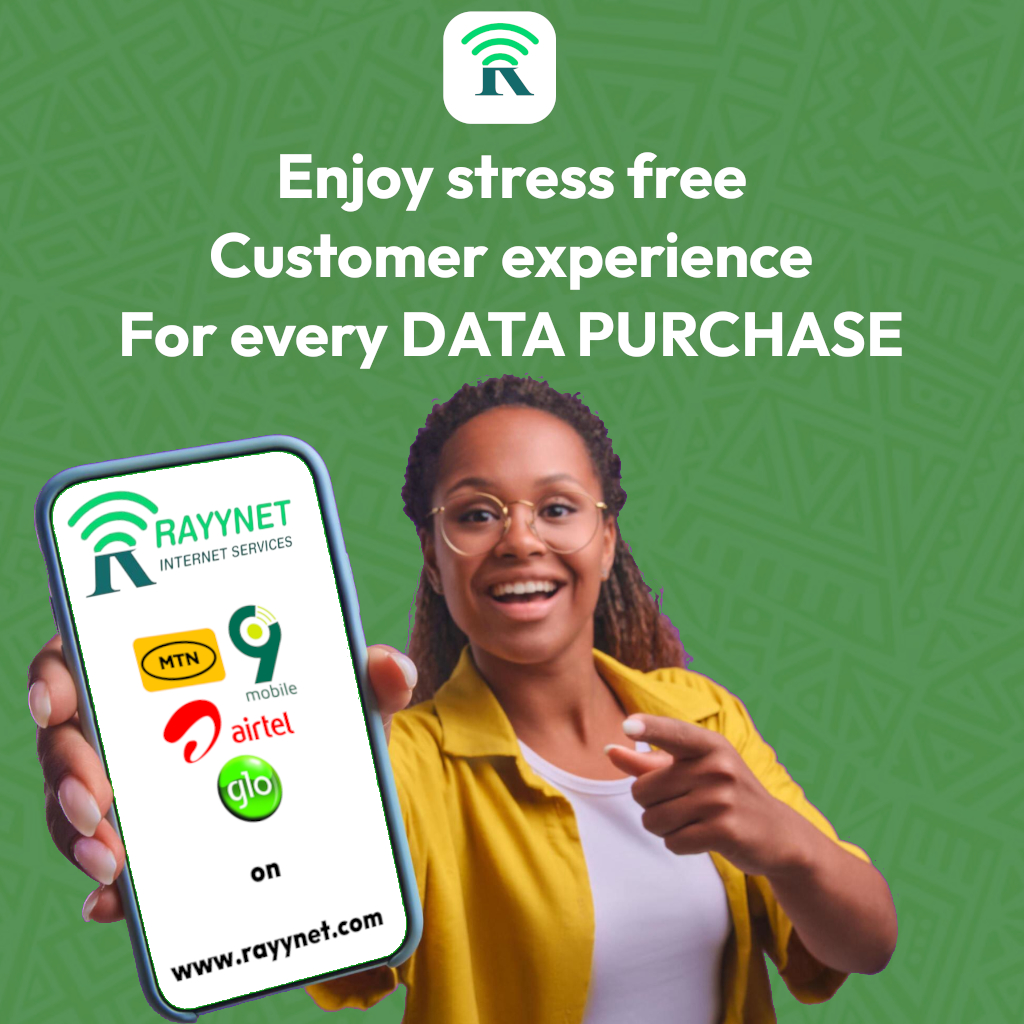 Enjoy stress free
Customer experience
For every DATA PURCHASE
RAYYNET
INTERNET SERVICES
MTN
9
mobile
airtel
glo
on
www.rayynet.com